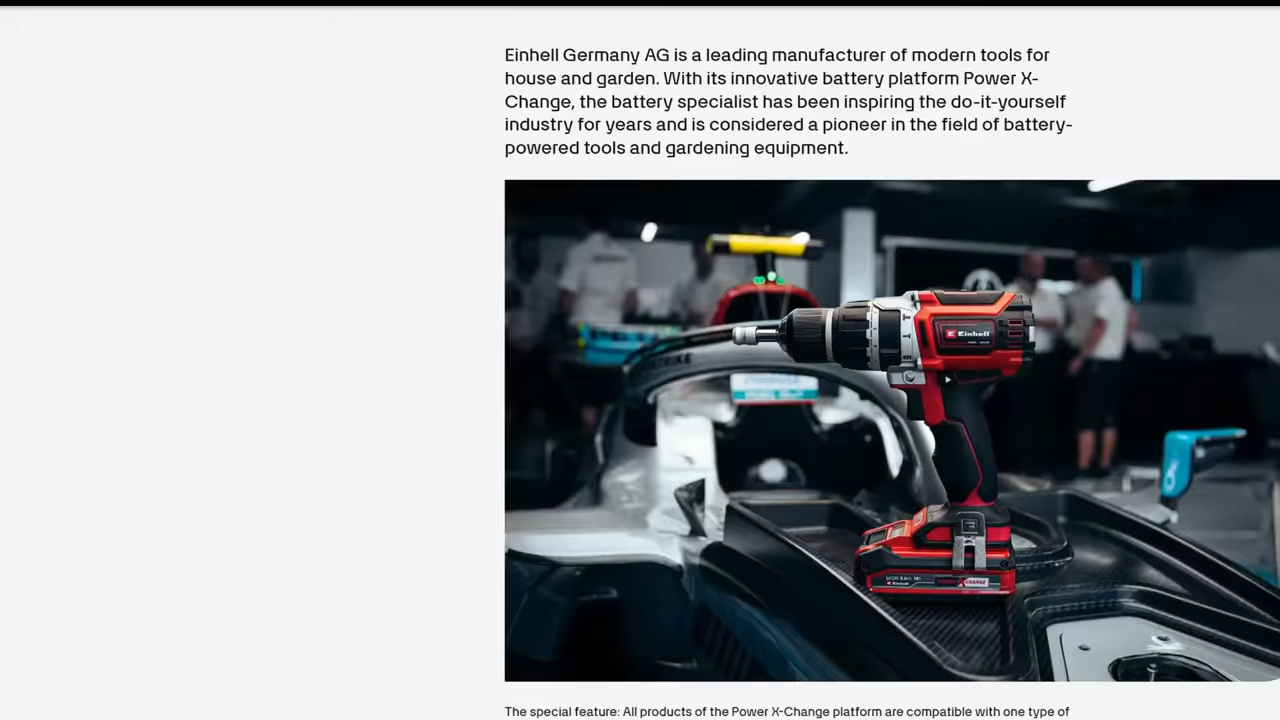 Einhell Germany AG is a leading manufacturer of modern tools for
house and garden. With its innovative battery platform Power X-
Change, the battery specialist has been inspiring the do-it-yourself
industry for years and is considered a pioneer in the field of battery-
powered tools and gardening equipment.
Einhell
Einhell
CHANGE
The special feature: All products of the Power X-Change platform are compatible with one type of